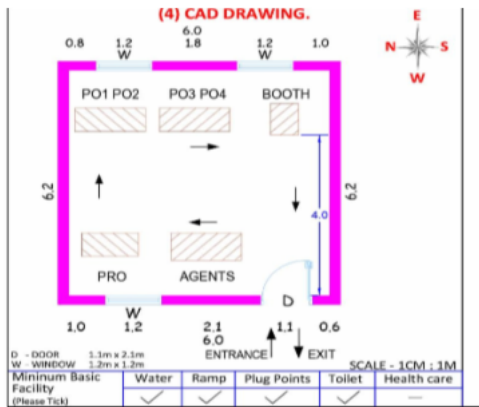 (4) CAD DRAWING.
6.0
0.8 1.2 1.8 1.2 1.0
W W
E
N S
W
PO1 PO2 PO3 PO4 BOOTH
6.2 6.2
4.0
PRO AGENTS
D
W
1,0 1,2 2,1 1,1 0,6
6,0
ENTRANCE EXIT
D - DOOR 1.1m x 2.1m
W - WINDOW 1.2m x 1.2m
SCALE - 1CM : 1M
Mininum Basic Facility (Please Tick) Water Ramp Plug Points Toilet Health care